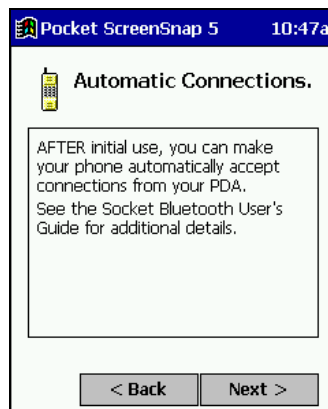 Pocket ScreenSnap 5 10:47a
Automatic Connections.
AFTER initial use, you can make
your phone automatically accept
connections from your PDA.
See the Socket Bluetooth User's
Guide for additional details.
< Back Next >